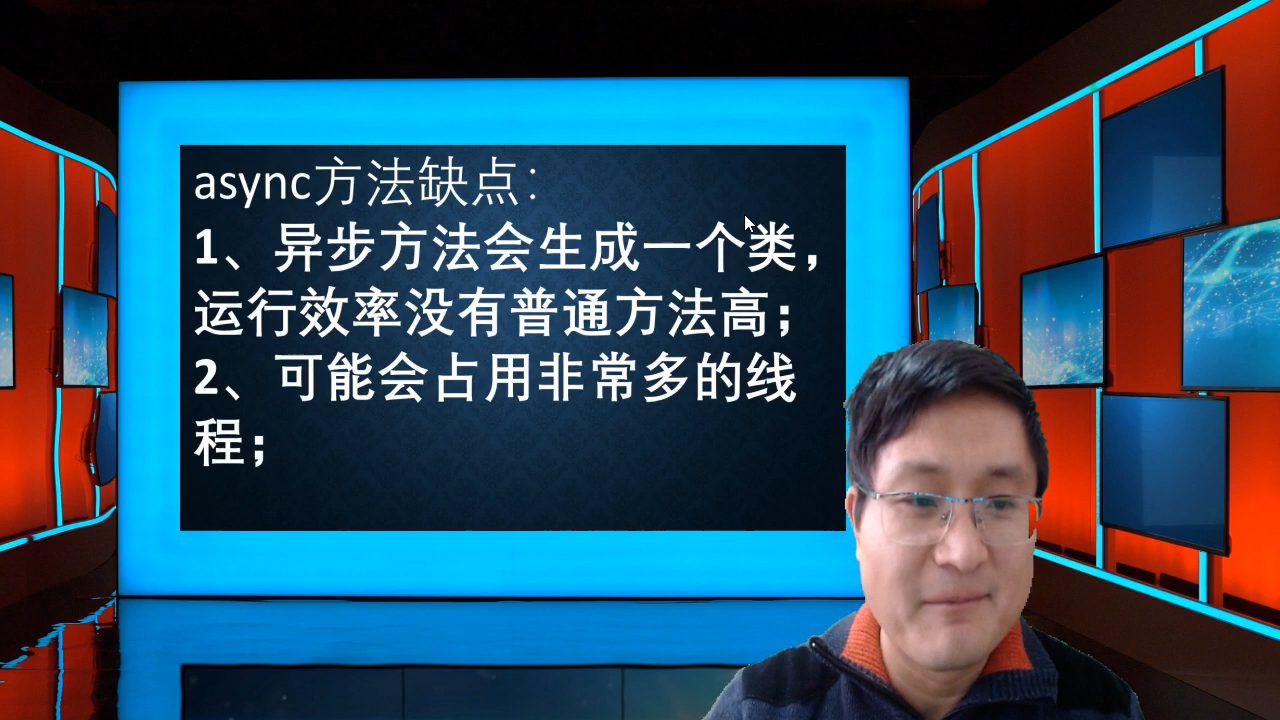 async方法缺点：
1、异步方法会生成一个类，
运行效率没有普通方法高；
2、可能会占用非常多的线
程；